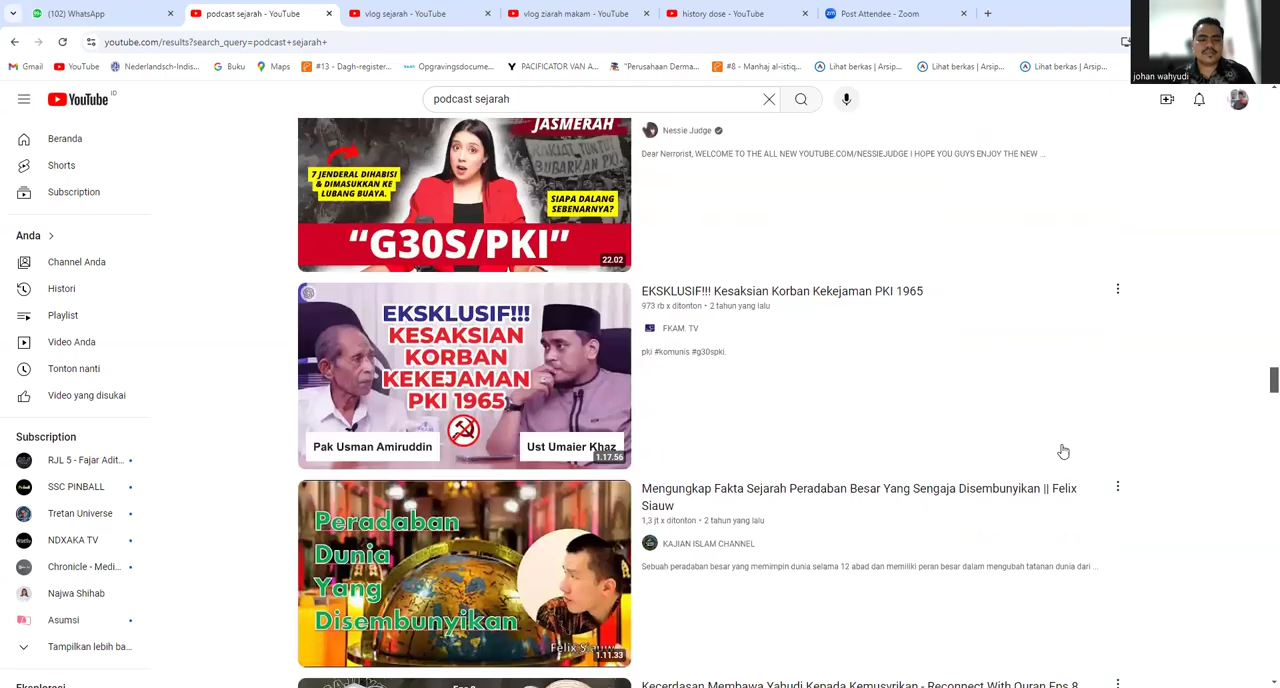 (102) WhatsApp
podcast sejarah - YouTube
vlog sejarah - YouTube
vlog ziarah makam - YouTube
history dose - YouTube
Post Attendee - Zoom
youtube.com/results?search_query=podcast+sejarah+
Gmail
YouTube
Nederlandsch-Indis...
Buku
Maps
#13 - Dagh-register...
Opgravingsdocume...
PACIFICATOR VAN A...
"Perusahaan Derma...
#8 - Manhaj al-istiq...
Lihat berkas | Arsip...
Lihat berkas | Arsip...
Lihat berkas | Arsip...
johan wahyudi
YouTube ID
podcast sejarah
Beranda
Shorts
Subscription
Anda
Channel Anda
Histori
Playlist
Video Anda
Tonton nanti
Video yang disukai
Subscription
RJL 5 - Fajar Adit...
SSC PINBALL
Tretan Universe
NDXAKA TV
Chronicle - Medi...
Najwa Shihab
Asumsi
Tampilkan lebih ba...
JASMERAH
7 JENDERAL DIHABISI
& DIMASUKKAN KE
LUBANG BUAYA.
SIAPA DALANG
SEBENARNYA?
"G30S/PKI"
22.02
Nessie Judge
Dear Nerrorist, WELCOME TO THE ALL NEW YOUTUBE.COM/NESSIEJUDGE I HOPE YOU GUYS ENJOY THE NEW ...
EKSKLUSIF!!!
KESAKSIAN
KORBAN
KEKEJAMAN
PKI 1965
Pak Usman Amiruddin
Ust Umaier Khaz
1.17.56
EKSKLUSIF!!! Kesaksian Korban Kekejaman PKI 1965
973 rb x ditonton • 2 tahun yang lalu
FKAM. TV
pki #komunis #g30spki.
Peradaban
Dunia
Yang
Disembunyikan
Felix Siauw
1.11.33
Mengungkap Fakta Sejarah Peradaban Besar Yang Sengaja Disembunyikan || Felix
Siauw
1,3 jt x ditonton • 2 tahun yang lalu
KAJIAN ISLAM CHANNEL
Sebuah peradaban besar yang memimpin dunia selama 12 abad dan memiliki peran besar dalam mengubah tatanan dunia dari ...
Kecerdasan Membawa Yahudi Kepada Kemusyrikan - Reconnect With Quran Eps 8